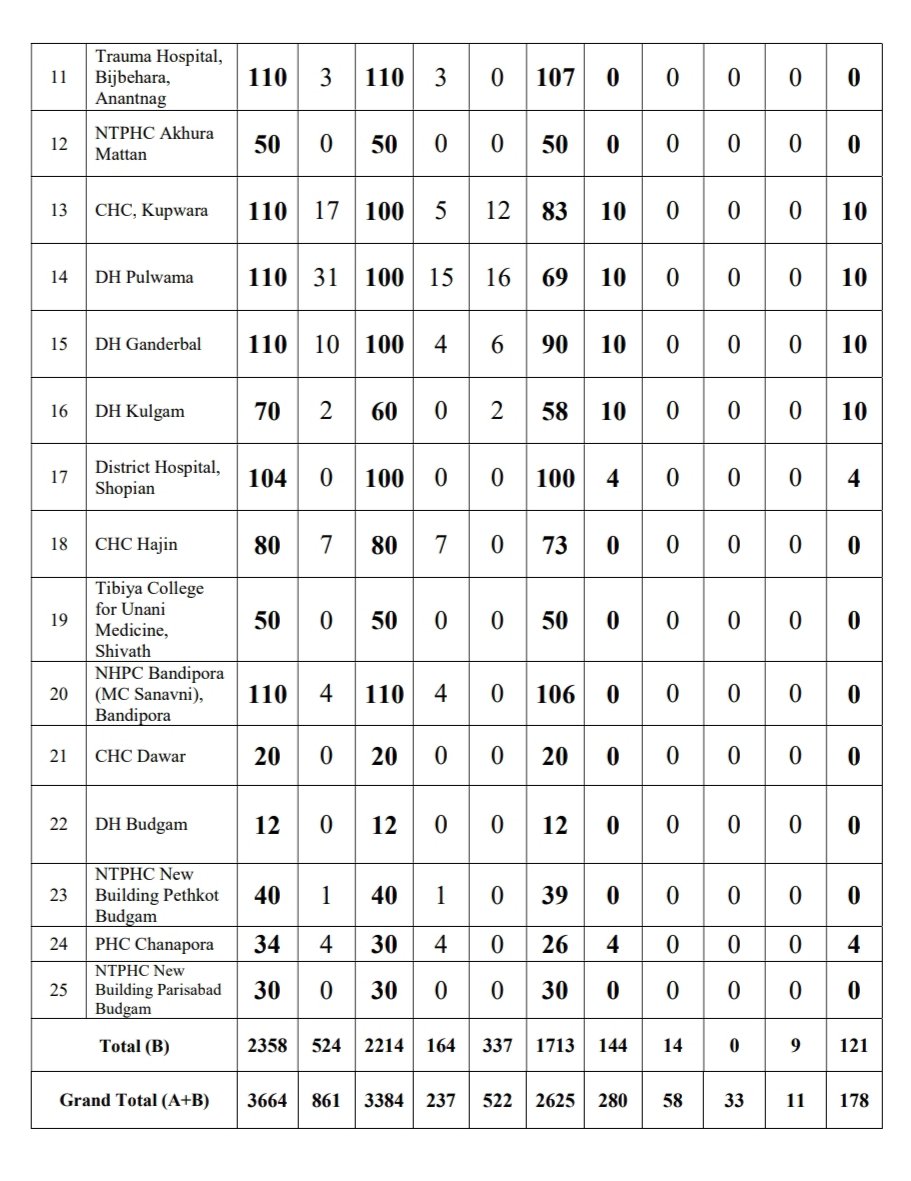 11 Trauma Hospital, Bijbehara, Anantnag 110 3 110 3 0 107 0 0 0 0 0
12 NTPHC Akhura Mattan 50 0 50 0 0 50 0 0 0 0 0
13 CHC, Kupwara 110 17 100 5 12 83 10 0 0 0 10
14 DH Pulwama 110 31 100 15 16 69 10 0 0 0 10
15 DH Ganderbal 110 10 100 4 6 90 10 0 0 0 10
16 DH Kulgam 70 2 60 0 2 58 10 0 0 0 10
17 District Hospital, Shopian 104 0 100 0 0 100 4 0 0 0 4
18 CHC Hajin 80 7 80 7 0 73 0 0 0 0 0
19 Tibiya College for Unani Medicine, Shivath 50 0 50 0 0 50 0 0 0 0 0
20 NHPC Bandipora (MC Sanavni), Bandipora 110 4 110 4 0 106 0 0 0 0 0
21 CHC Dawar 20 0 20 0 0 20 0 0 0 0 0
22 DH Budgam 12 0 12 0 0 12 0 0 0 0 0
23 NTPHC New Building Pethkot Budgam 40 1 40 1 0 39 0 0 0 0 0
24 PHC Chanapora 34 4 30 4 0 26 4 0 0 0 4
25 NTPHC New Building Parisabad Budgam 30 0 30 0 0 30 0 0 0 0 0
Total (B) 2358 524 2214 164 337 1713 144 14 0 9 121
Grand Total (A+B) 3664 861 3384 237 522 2625 280 58 33 11 178